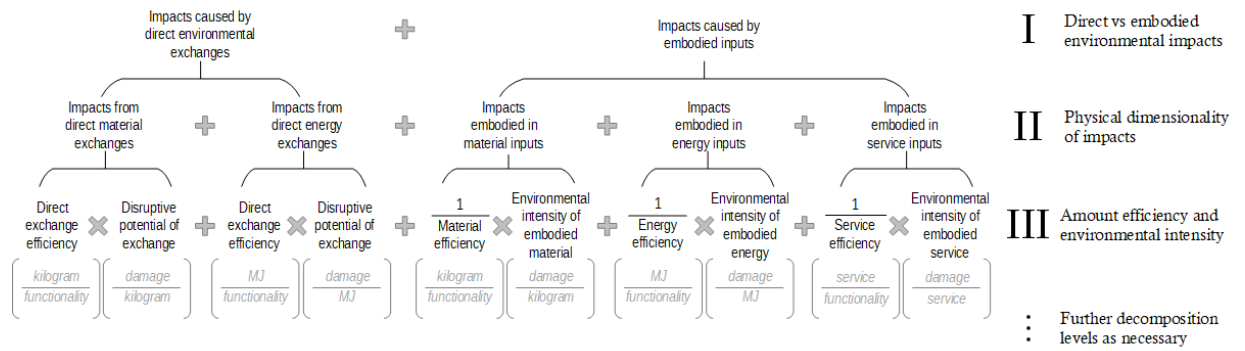 Impacts caused by
direct environmental
exchanges
+
Impacts caused by
embodied inputs
I
Direct vs embodied
environmental impacts
Impacts from
direct material
exchanges
+
Impacts from
direct energy
exchanges
+
Impacts
embodied in
material inputs
+
Impacts
embodied in
energy inputs
+
Impacts
embodied in
service inputs
II
Physical dimensionality
of impacts
Direct
exchange
efficiency
×
Disruptive
potential of
exchange
+
Direct
exchange
efficiency
×
Disruptive
potential of
exchange
+
1
Material
efficiency
×
Environmental
intensity of
embodied
material
+
1
Energy
efficiency
×
Environmental
intensity of
embodied
energy
+
1
Service
efficiency
×
Environmental
intensity of
embodied
service
III
Amount efficiency and
environmental intensity
kilogram
functionality
damage
kilogram
MJ
functionality
damage
MJ
kilogram
functionality
damage
kilogram
MJ
functionality
damage
MJ
service
functionality
damage
service
⋮
Further decomposition
levels as necessary